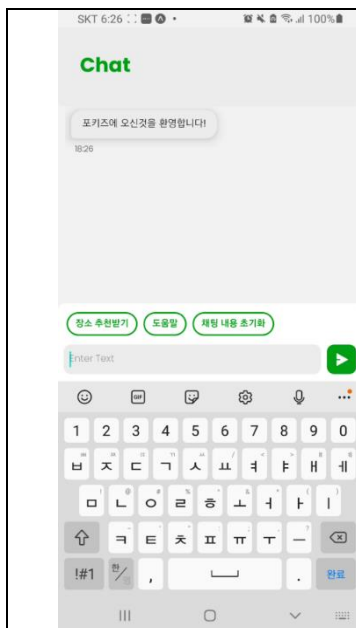 SKT 6:26
100%
Chat
포키즈에 오신것을 환영합니다!
18:26
장소 추천받기 도움말 채팅 내용 초기화
Enter Text
GIF
1 2 3 4 5 6 7 8 9 0
ㅂ ㅈ ㄷ ㄱ ㅅ ㅛ ㅕ ㅑ ㅐ ㅔ
ㅁ ㄴ ㅇ ㄹ ㅎ ㅗ ㅓ ㅏ ㅣ
ㅋ ㅌ ㅊ ㅍ ㅠ ㅜ ㅡ
!#1 한/영 , . 완료